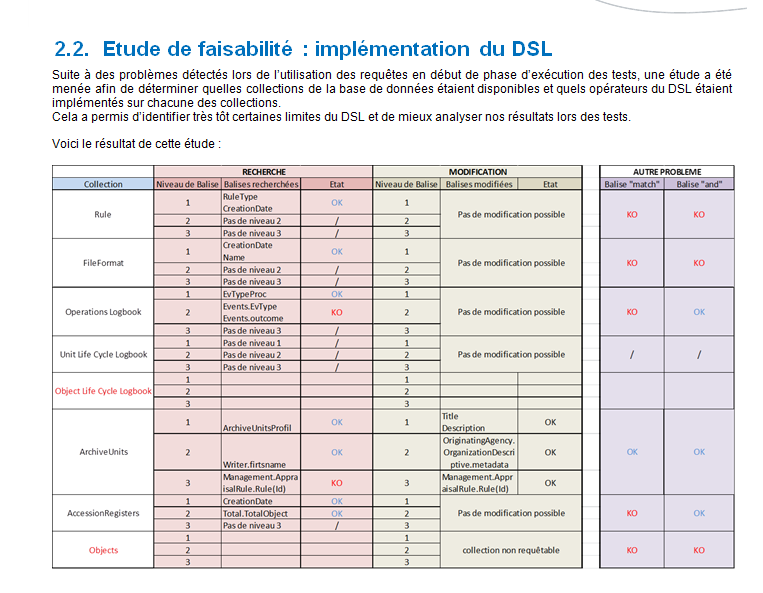 2.2. Etude de faisabilité : implémentation du DSL
Suite à des problèmes détectés lors de l'utilisation des requêtes en début de phase d'exécution des tests, une étude a été
menée afin de déterminer quelles collections de la base de données étaient disponibles et quels opérateurs du DSL étaient
implémentés sur chacune des collections.
Cela a permis d'identifier très tôt certaines limites du DSL et de mieux analyser nos résultats lors des tests.
Voici le résultat de cette étude :
RECHERCHE MODIFICATION AUTRE PROBLEME
Collection Niveau de Balise Balises recherchées Etat Niveau de Balise Balises modifiées Etat Balise "match" Balise "and"
Rule
1 RuleType
CreationDate OK 1
2 Pas de niveau 2 / 2
3 Pas de niveau 3 / 3
Pas de modification possible KO KO
FileFormat
1 CreationDate
Name OK 1
2 Pas de niveau 2 / 2
3 Pas de niveau 3 / 3
Pas de modification possible KO KO
Operations Logbook
1 EvTypeProc OK 1
2 Events.EvType
Events.outcome KO 2
3 Pas de niveau 3 / 3
Pas de modification possible KO OK
Unit Life Cycle Logbook
1 Pas de niveau 1 / 1
2 Pas de niveau 2 / 2
3 Pas de niveau 3 / 3
Pas de modification possible / /
Object Life Cycle Logbook
1 1
2 2
3 3
ArchiveUnits
1 ArchiveUnitsProfil OK 1 Title
Description OK
2 Writer.firtsname OK 2 OriginatingAgency.
OrganizationDescri
ptive.metadata OK
3 Management.Appra
isalRule.Rule(Id) KO 3 Management.Appr
aisalRule.Rule(Id) OK
OK OK
AccessionRegisters
1 CreationDate OK 1
2 Total.TotalObject OK 2
3 Pas de niveau 3 / 3
Pas de modification possible KO OK
Objects
1 1
2 2
3 3
collection non requêtable KO KO